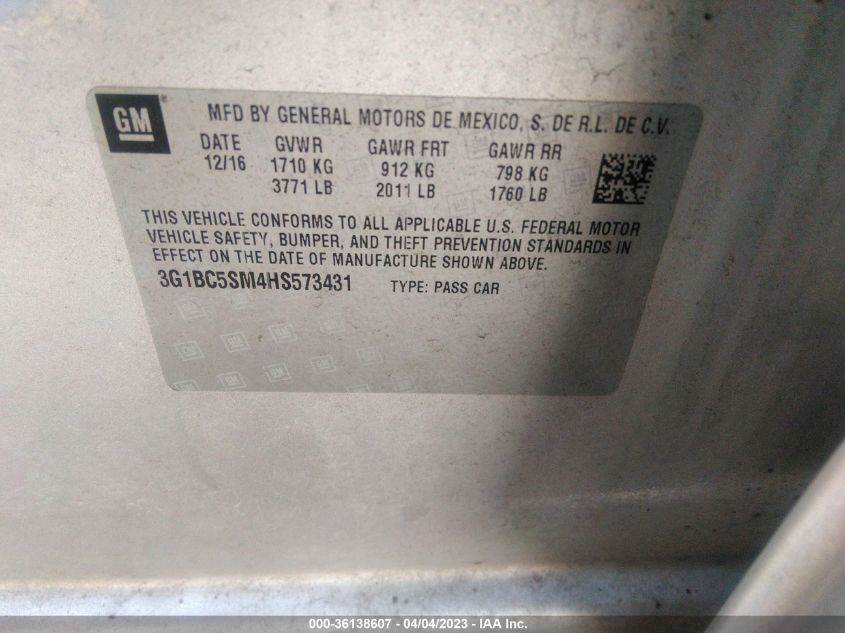 GM ®
MFD BY GENERAL MOTORS DE MEXICO, S. DE R.L. DE C.V.
DATE GVWR GAWR FRT GAWR RR
12/16 1710 KG 912 KG 798 KG
3771 LB 2011 LB 1760 LB
THIS VEHICLE CONFORMS TO ALL APPLICABLE U.S. FEDERAL MOTOR
VEHICLE SAFETY, BUMPER, AND THEFT PREVENTION STANDARDS IN
EFFECT ON THE DATE OF MANUFACTURE SHOWN ABOVE.
3G1BC5SM4HS573431 TYPE: PASS CAR
000-36138607 - 04/04/2023 - IAA Inc.